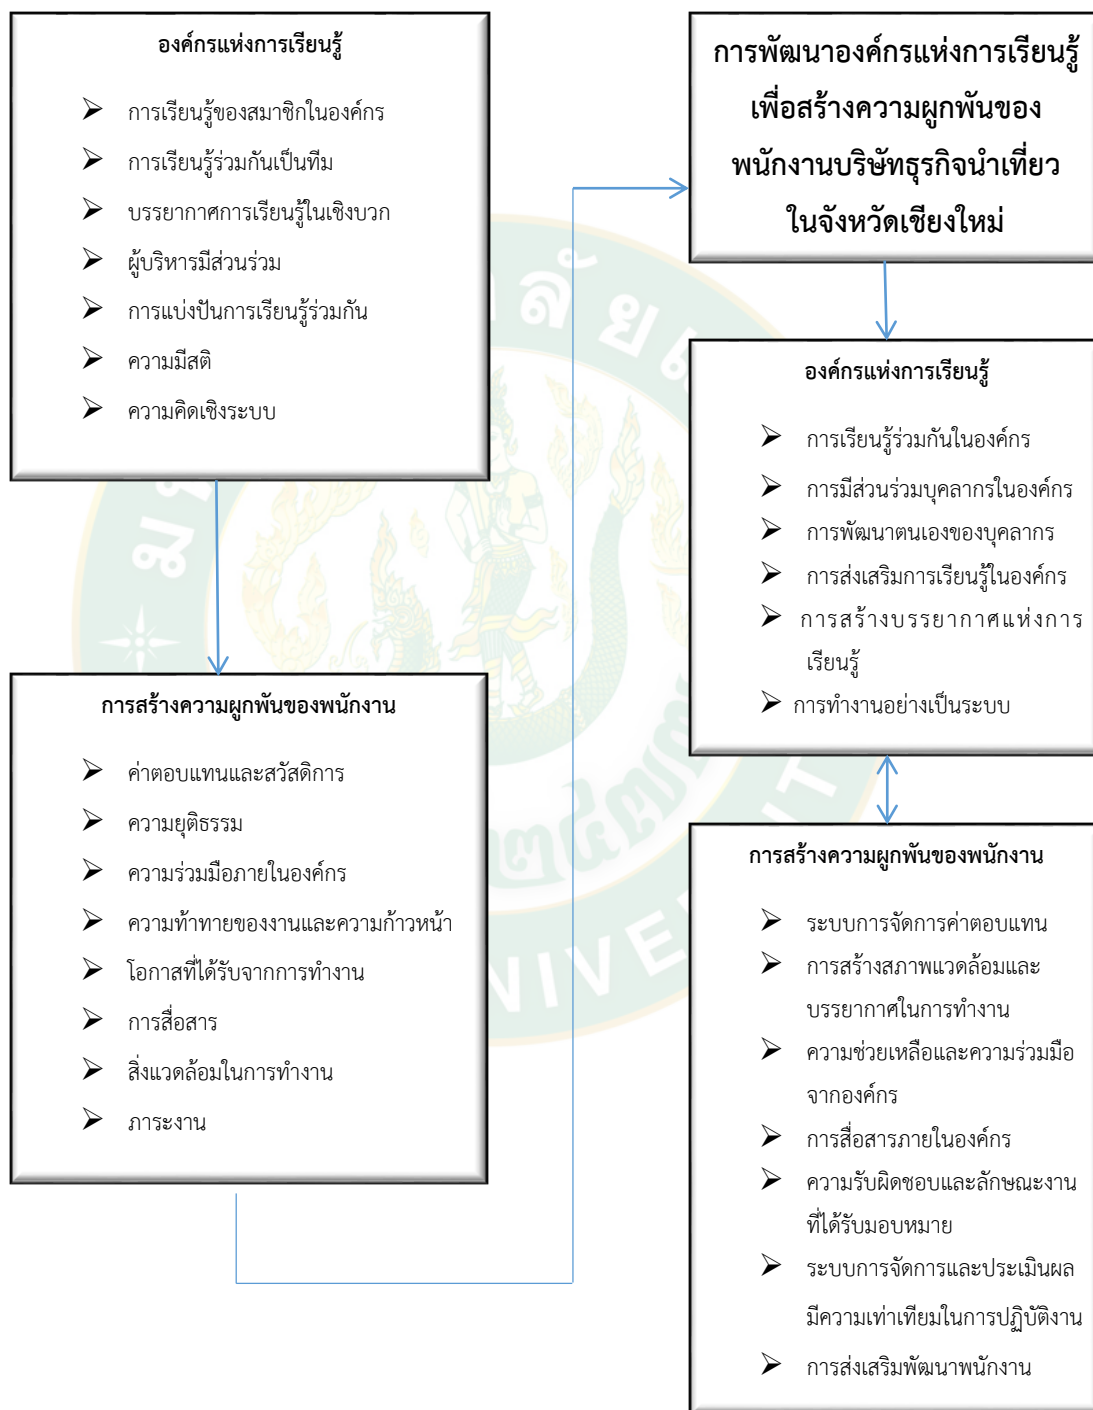 องค์กรแห่งการเรียนรู้
การเรียนรู้ของสมาชิกในองค์กร
การเรียนรู้ร่วมกันเป็นทีม
บรรยากาศการเรียนรู้ในเชิงบวก
ผู้บริหารมีส่วนร่วม
การแบ่งปันการเรียนรู้ร่วมกัน
ความมีสติ
ความคิดเชิงระบบ
การสร้างความผูกพันของพนักงาน
ค่าตอบแทนและสวัสดิการ
ความยุติธรรม
ความร่วมมือภายในองค์กร
ความท้าทายของงานและความก้าวหน้า
โอกาสที่ได้รับจากการทำงาน
การสื่อสาร
สิ่งแวดล้อมในการทำงาน
ภาระงาน
การพัฒนาองค์กรแห่งการเรียนรู้
เพื่อสร้างความผูกพันของ
พนักงานบริษัทธุรกิจนำเที่ยว
ในจังหวัดเชียงใหม่
องค์กรแห่งการเรียนรู้
การเรียนรู้ร่วมกันในองค์กร
การมีส่วนร่วมบุคลากรในองค์กร
การพัฒนาตนเองของบุคลากร
การส่งเสริมการเรียนรู้ในองค์กร
การสร้างบรรยากาศแห่งการ
เรียนรู้
การทำงานอย่างเป็นระบบ
การสร้างความผูกพันของพนักงาน
ระบบการจัดการค่าตอบแทน
การสร้างสภาพแวดล้อมและ
บรรยากาศในการทำงาน
ความช่วยเหลือและความร่วมมือ
จากองค์กร
การสื่อสารภายในองค์กร
ความรับผิดชอบและลักษณะงาน
ที่ได้รับมอบหมาย
ระบบการจัดการและประเมินผล
มีความเท่าเทียมในการปฏิบัติงาน
การส่งเสริมพัฒนาพนักงาน